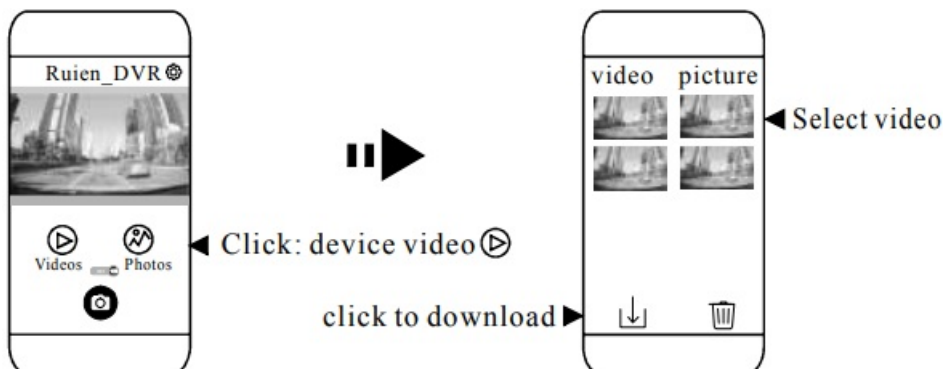 Ruien_DVR
Videos
Photos
Click: device video
video picture
Select video
click to download